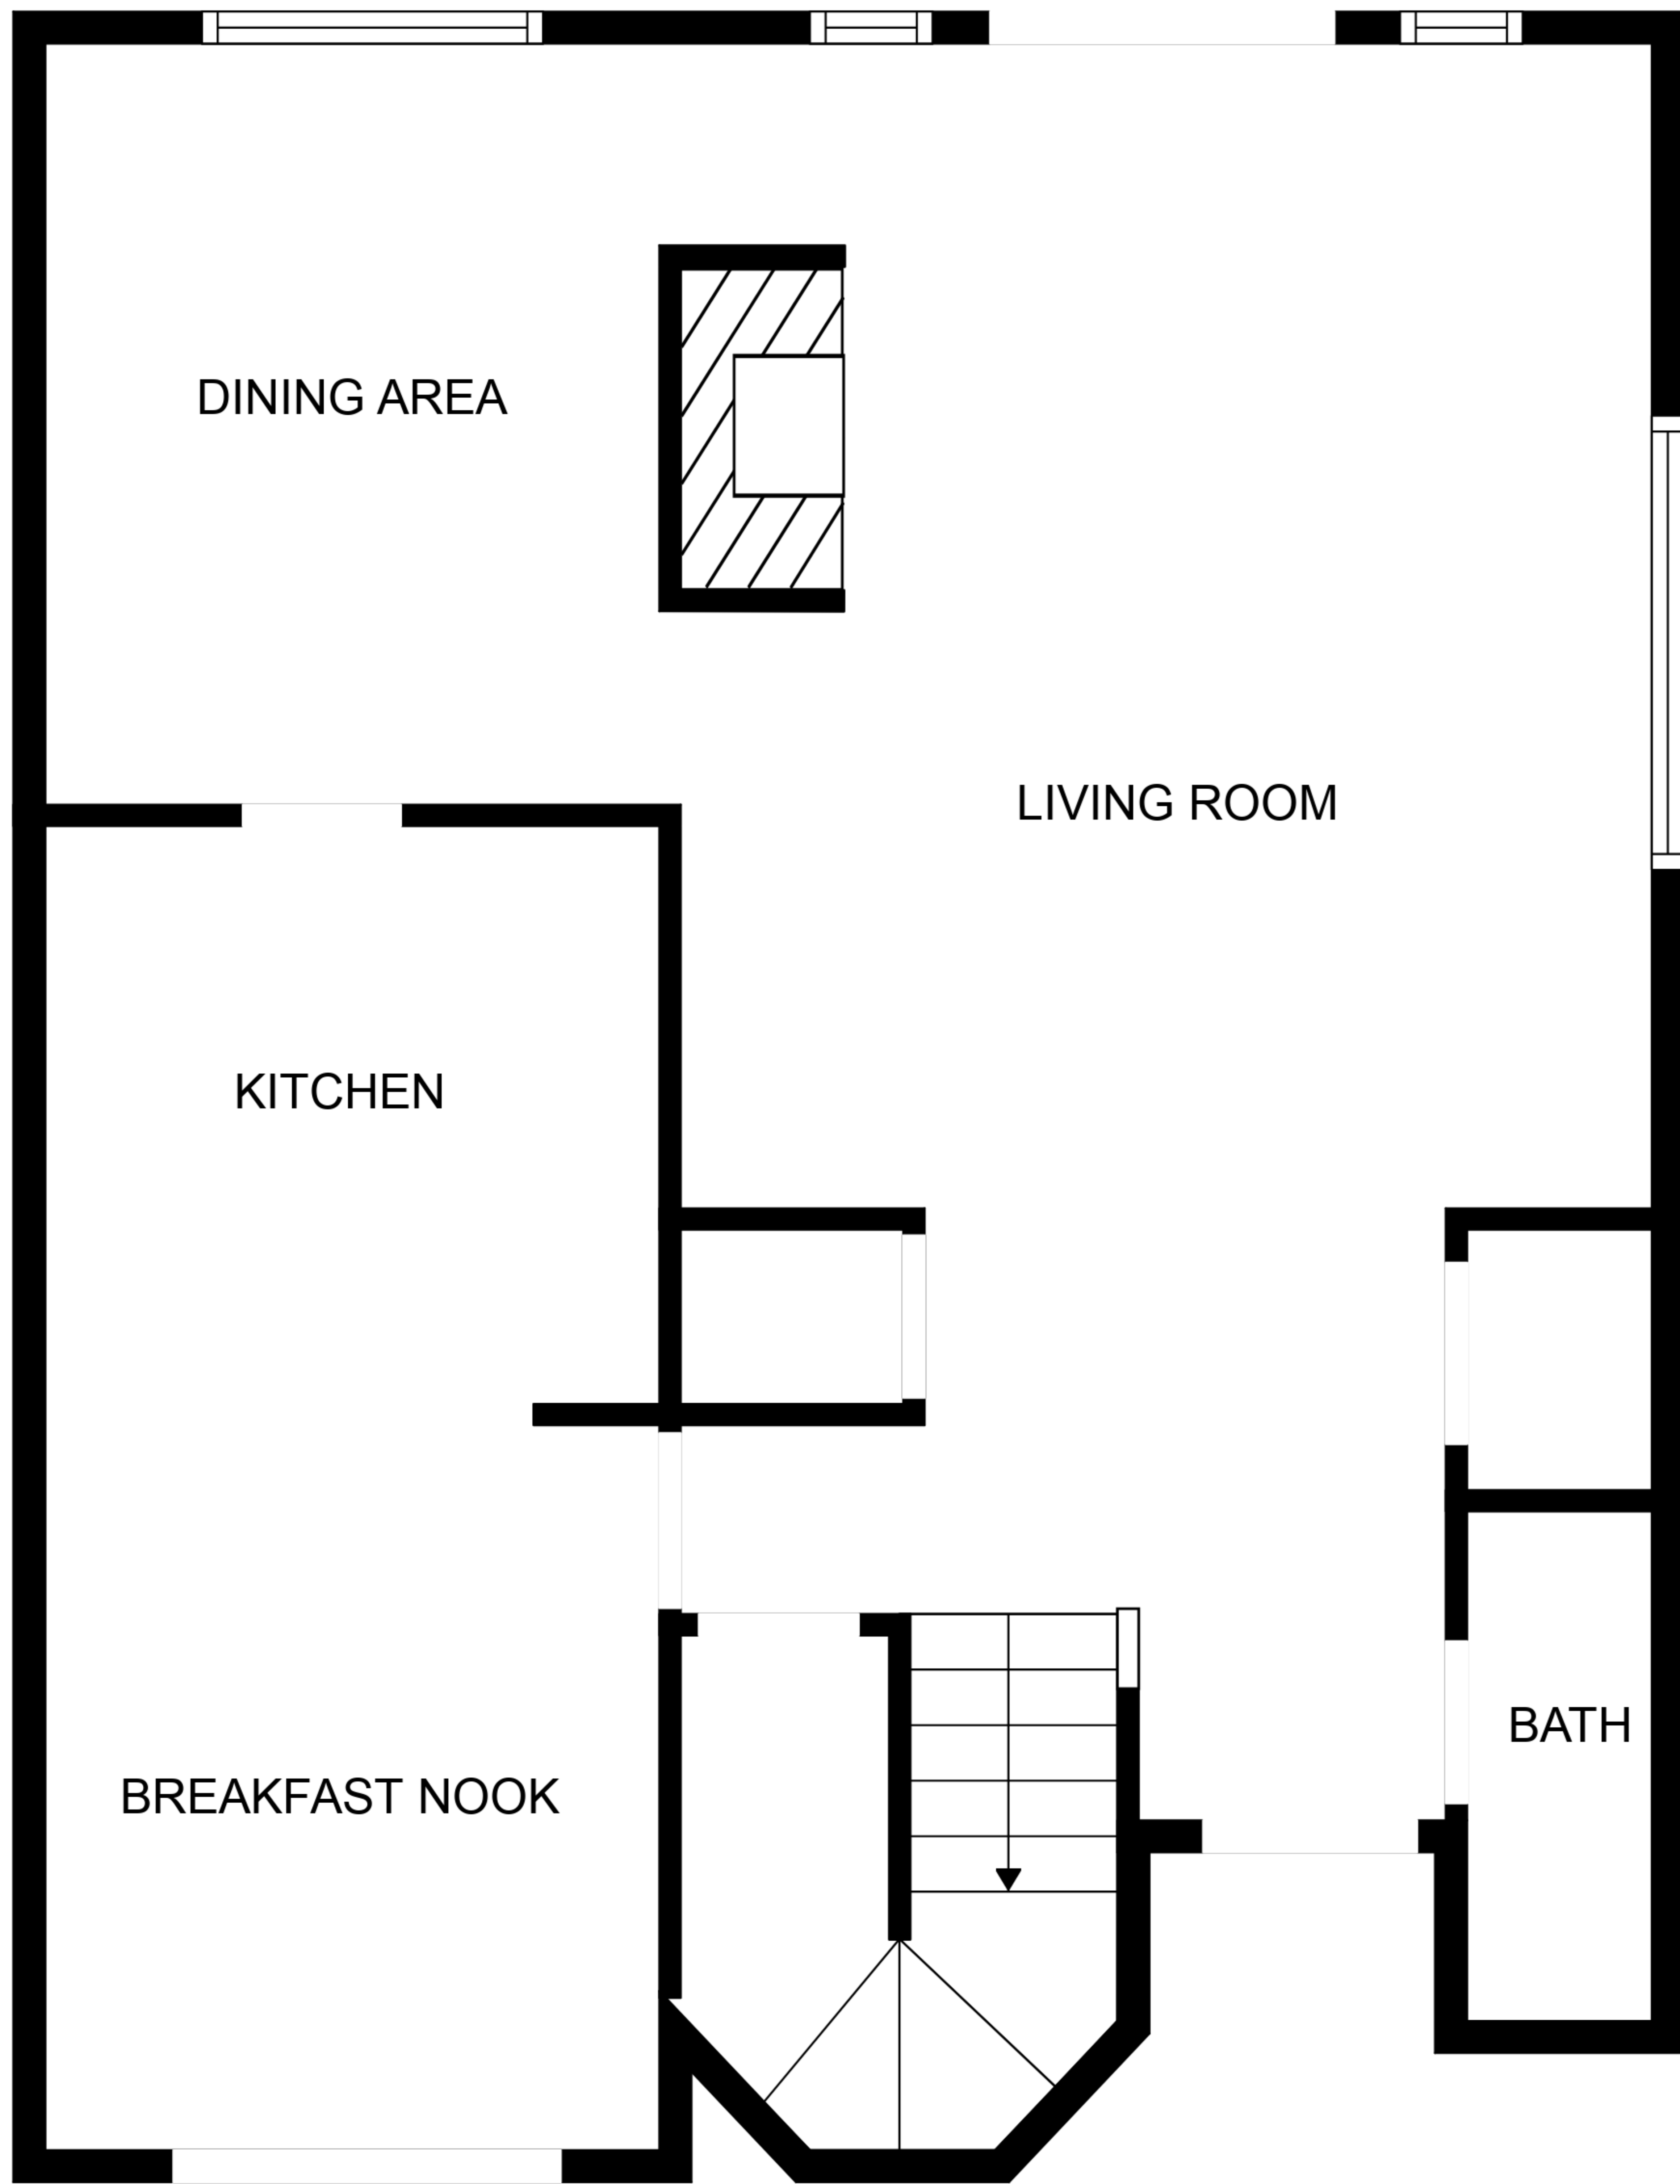 DINING AREA
LIVING ROOM
KITCHEN
BATH
BREAKFAST NOOK